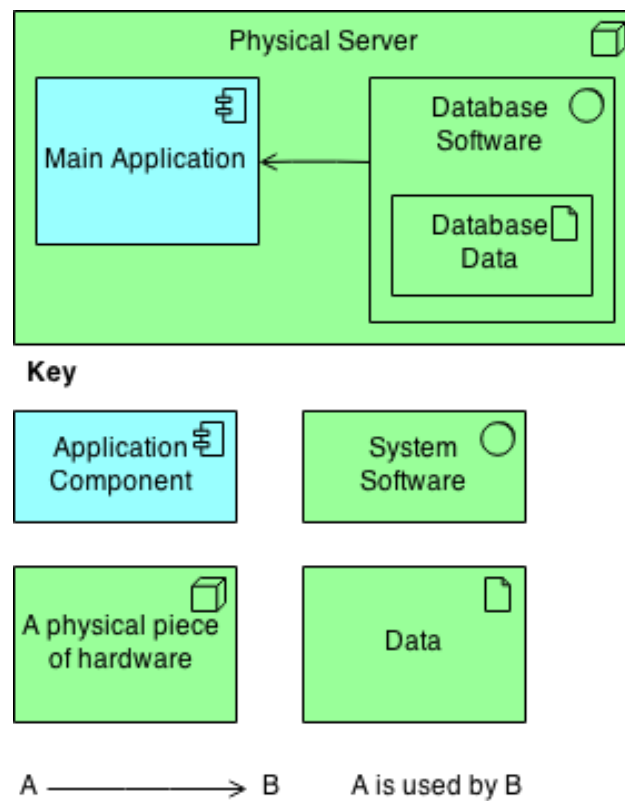 Physical Server
Main Application
Database
Software
Database
Data
Key
Application
Component
System
Software
A physical piece
of hardware
Data
A B A is used by B